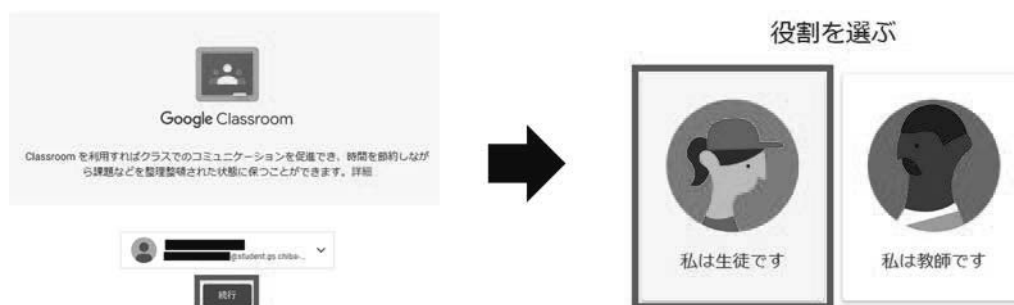 Google Classroom
Classroom を利用すればクラスでのコミュニケーションを促進でき、時間を節約しなが
ら課題などを整理整頓された状態に保つことができます。詳細
@student.gs.chiba-...
続行
役割を選ぶ
私は生徒です
私は教師です